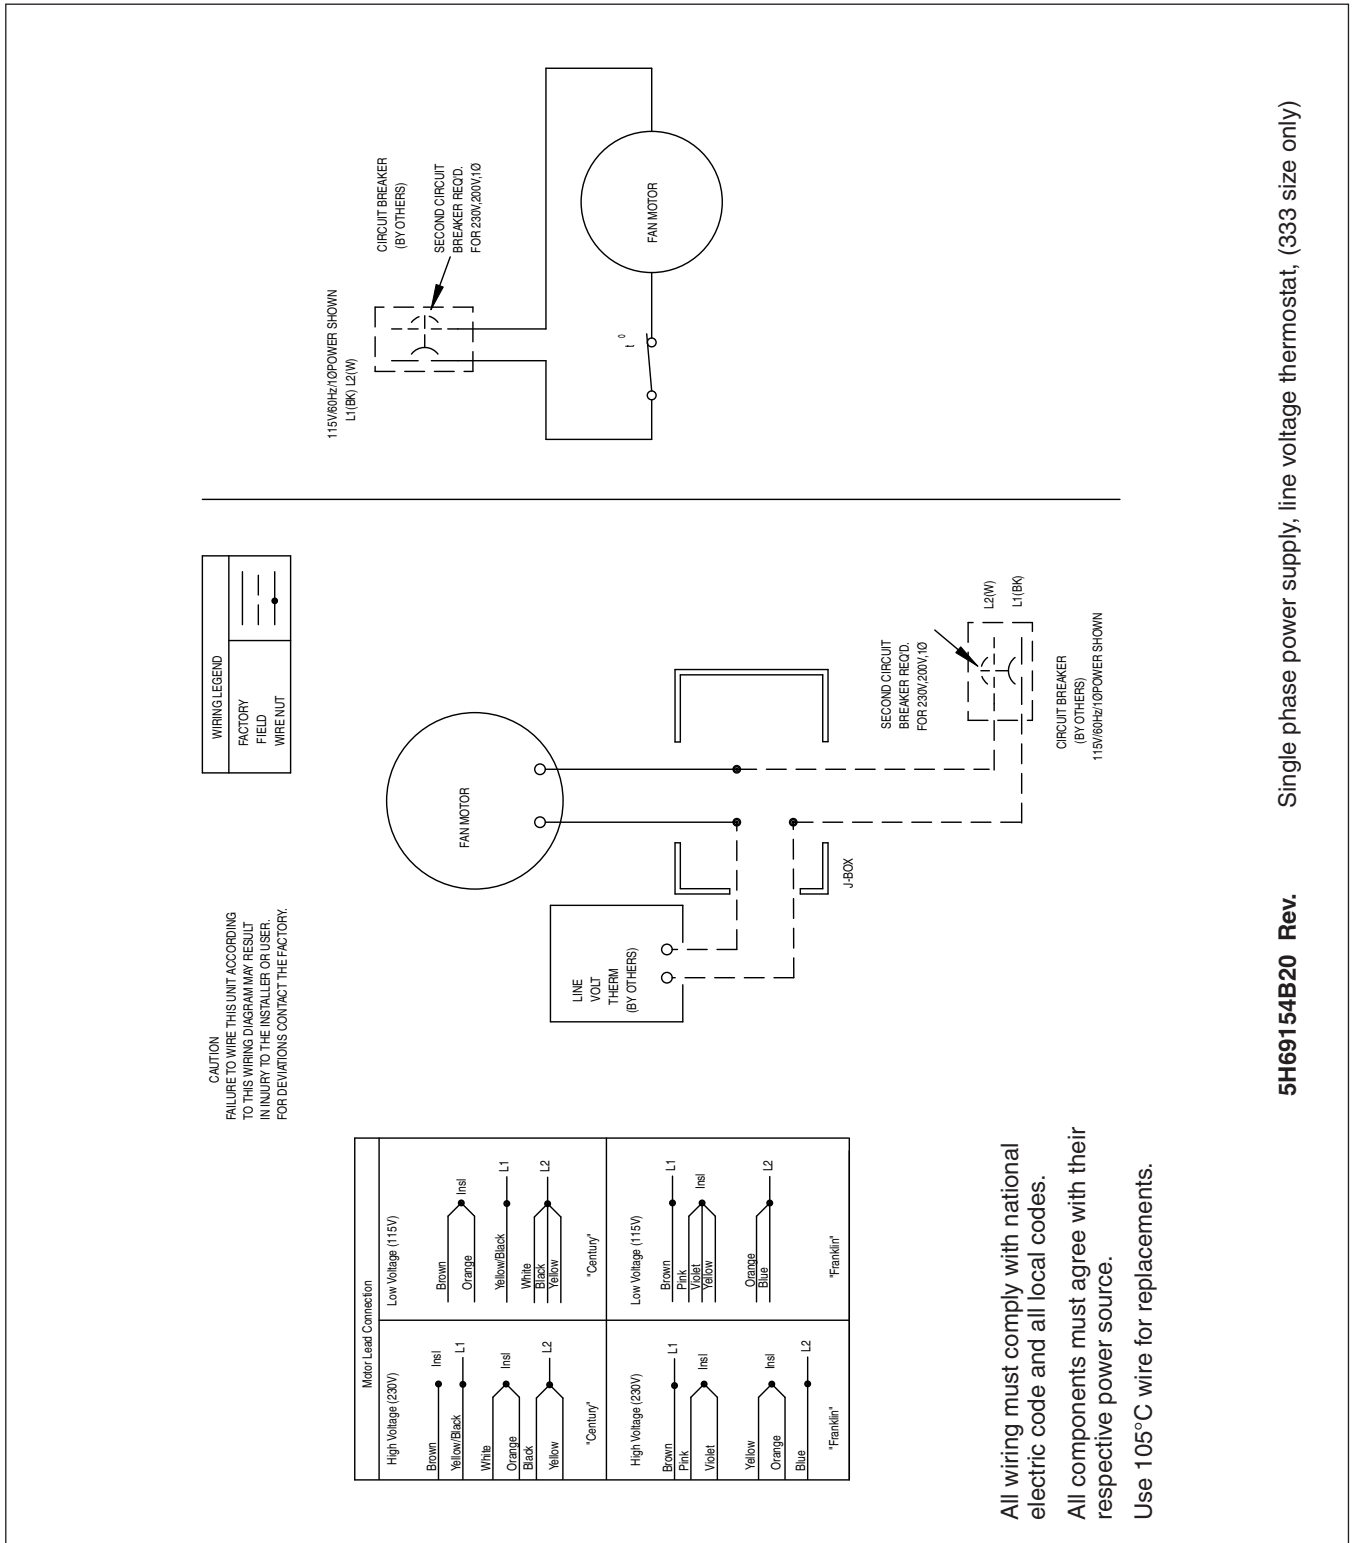 CAUTION
FAILURE TO WIRE THIS UNIT ACCORDING
TO THIS WIRING DIAGRAM MAY RESULT
IN INJURY TO THE INSTALLER OR USER.
FOR DEVIATIONS CONTACT THE FACTORY.
WIRING LEGEND
FACTORY
FIELD
WIRE NUT
Motor Lead Connection
High Voltage (230V)
Brown
Insl
Yellow/Black
L1
White
Orange
Insl
Black
Yellow
L2
"Century"
Low Voltage (115V)
Brown
Orange
Insl
Yellow/Black
L1
White
Black
Yellow
L2
"Century"
High Voltage (230V)
Brown
L1
Pink
Violet
Insl
Yellow
Orange
Insl
Blue
L2
"Franklin"
Low Voltage (115V)
Brown
L1
Pink
Violet
Yellow
Insl
Orange
Blue
L2
"Franklin"
FAN MOTOR
LINE
VOLT
THERM
(BY OTHERS)
J-BOX
SECOND CIRCUIT
BREAKER REQ'D.
FOR 230V,200V,1Ø
L2(W)
L1(BK)
CIRCUIT BREAKER
(BY OTHERS)
115V/60Hz/1ØPOWER SHOWN
115V/60Hz/1ØPOWER SHOWN
L1(BK) L2(W)
CIRCUIT BREAKER
(BY OTHERS)
SECOND CIRCUIT
BREAKER REQ'D.
FOR 230V,200V,1Ø
t°
FAN MOTOR
All wiring must comply with national
electric code and all local codes.
All components must agree with their
respective power source.
Use 105°C wire for replacements.
5H69154B20 Rev. Single phase power supply, line voltage thermostat, (333 size only)